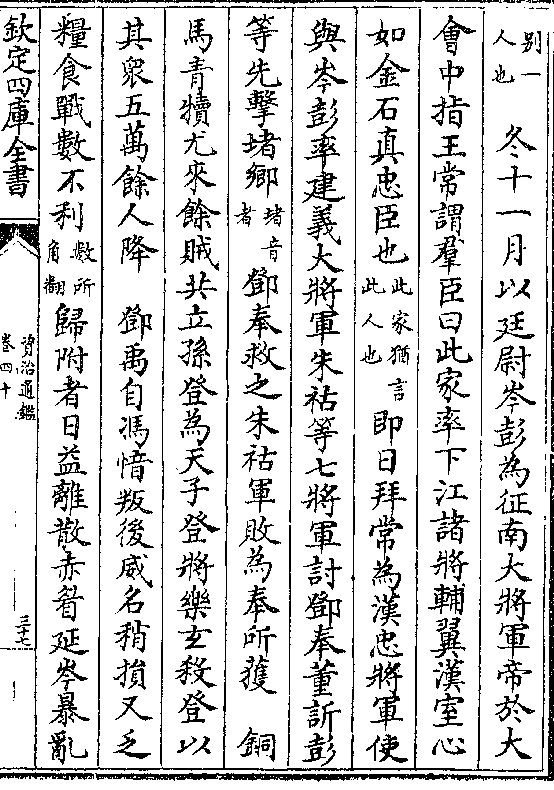 别一人也　冬十一月以廷尉岑彭為征南大將軍帝於大
會中指王常謂羣臣曰此家率下江諸將輔翼漢室心
如金石真忠臣也此家猶言此人也即日拜常為漢忠將軍使
與岑彭率建義大將軍朱祜等七將軍討鄧奉董訢彭
等先擊堵鄉堵音者鄧奉救之朱祜軍敗為奉所獲　銅
馬青犢尤來餘賊共立孫登為天子登將樂玄殺登以
其衆五萬餘人降　鄧禹自馮愔叛後威名稍損又乏
糧食戰數不利數所角翻歸附者日益離散赤眉延岑暴亂
欽定四庫全書
資治通鑑
卷四十
三十七